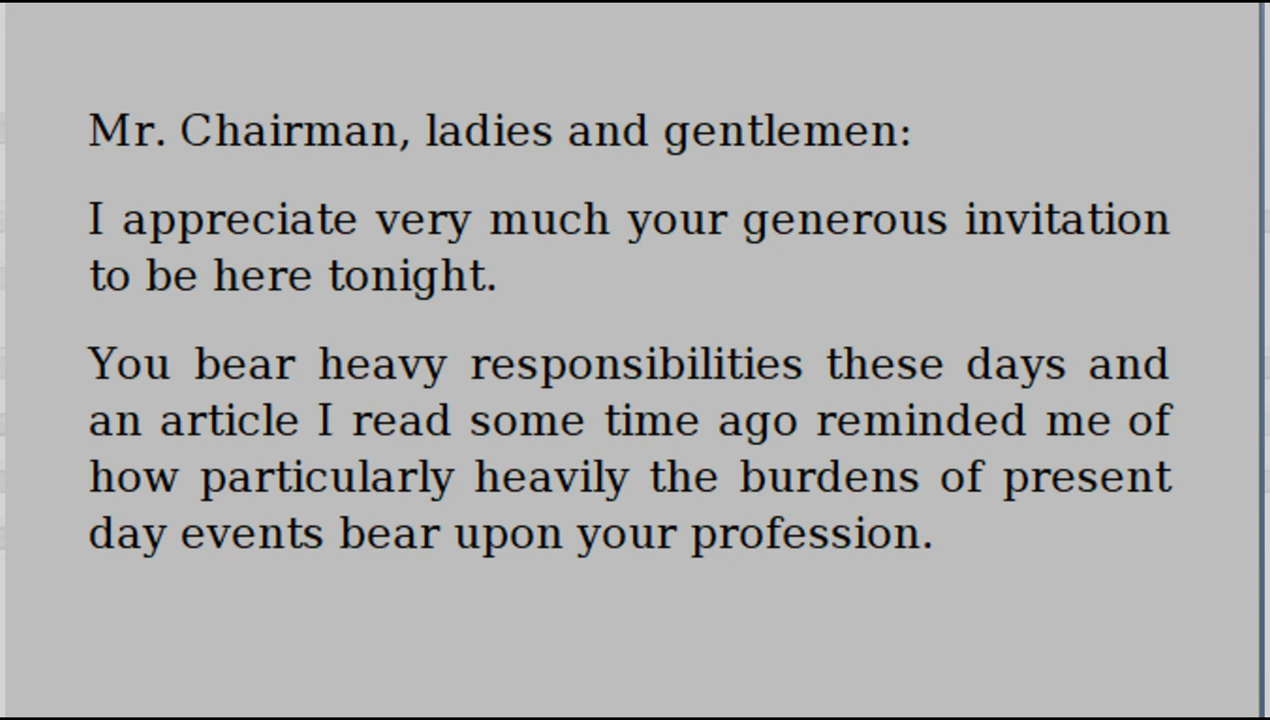 Mr. Chairman, ladies and gentlemen:
I appreciate very much your generous invitation
to be here tonight.
You bear heavy responsibilities these days and
an article I read some time ago reminded me of
how particularly heavily the burdens of present
day events bear upon your profession.